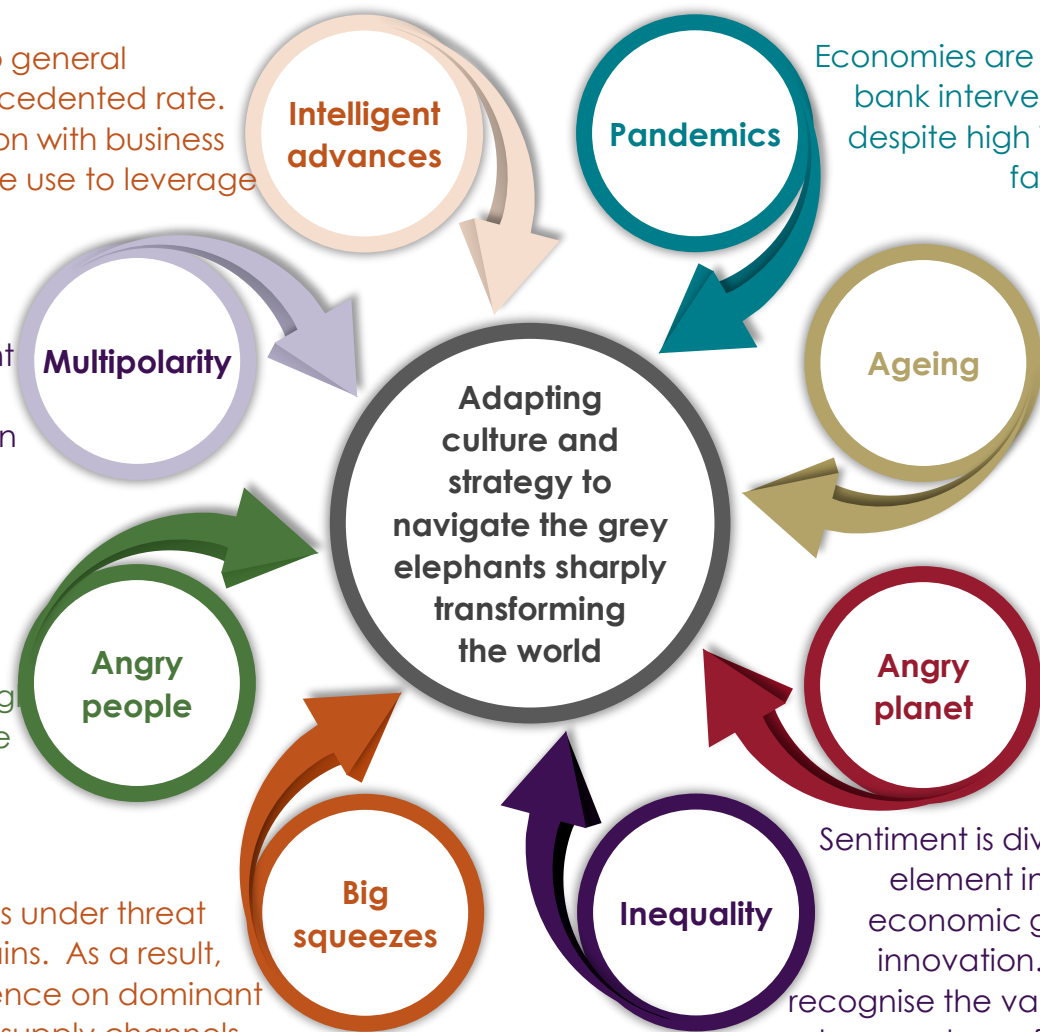 general
cedented rate.
on with business
e use to leverage
Intelligent
advances
Pandemics
Economies are
bank interve
despite high
fa
Multipolarity
Ageing
Adapting
culture and
strategy to
navigate the grey
elephants sharply
transforming
the world
Angry
people
Angry
planet
s under threat
ins. As a result,
ence on dominant
supply channels
Big
squeezes
Inequality
Sentiment is div
element in
economic g
innovation.
recognise the va